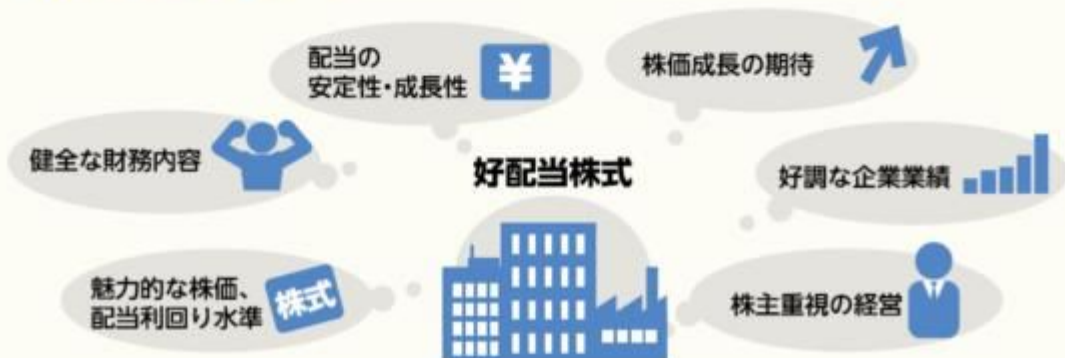 配当の
安定性・成長性
¥
株価成長の期待
健全な財務内容
好配当株式
好調な企業業績
魅力的な株価、
配当利回り水準
株式
株主重視の経営